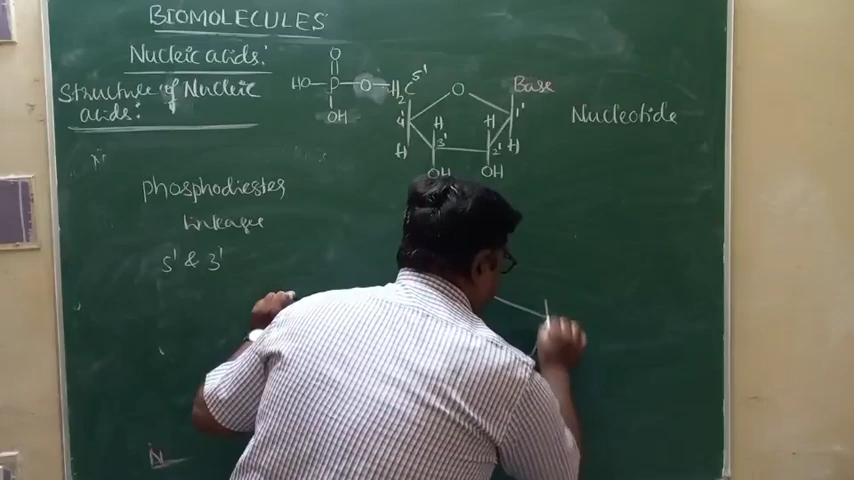 BIOMOLECULES
Nucleic acids:
Structure of Nucleic
acids:
phosphodiester
Linkage
5' & 3'
O
HO-P-O-H2C 5'
OH
O
Base
4' 1'
H H H H
3' 2'
OH OH
Nucleotide
N